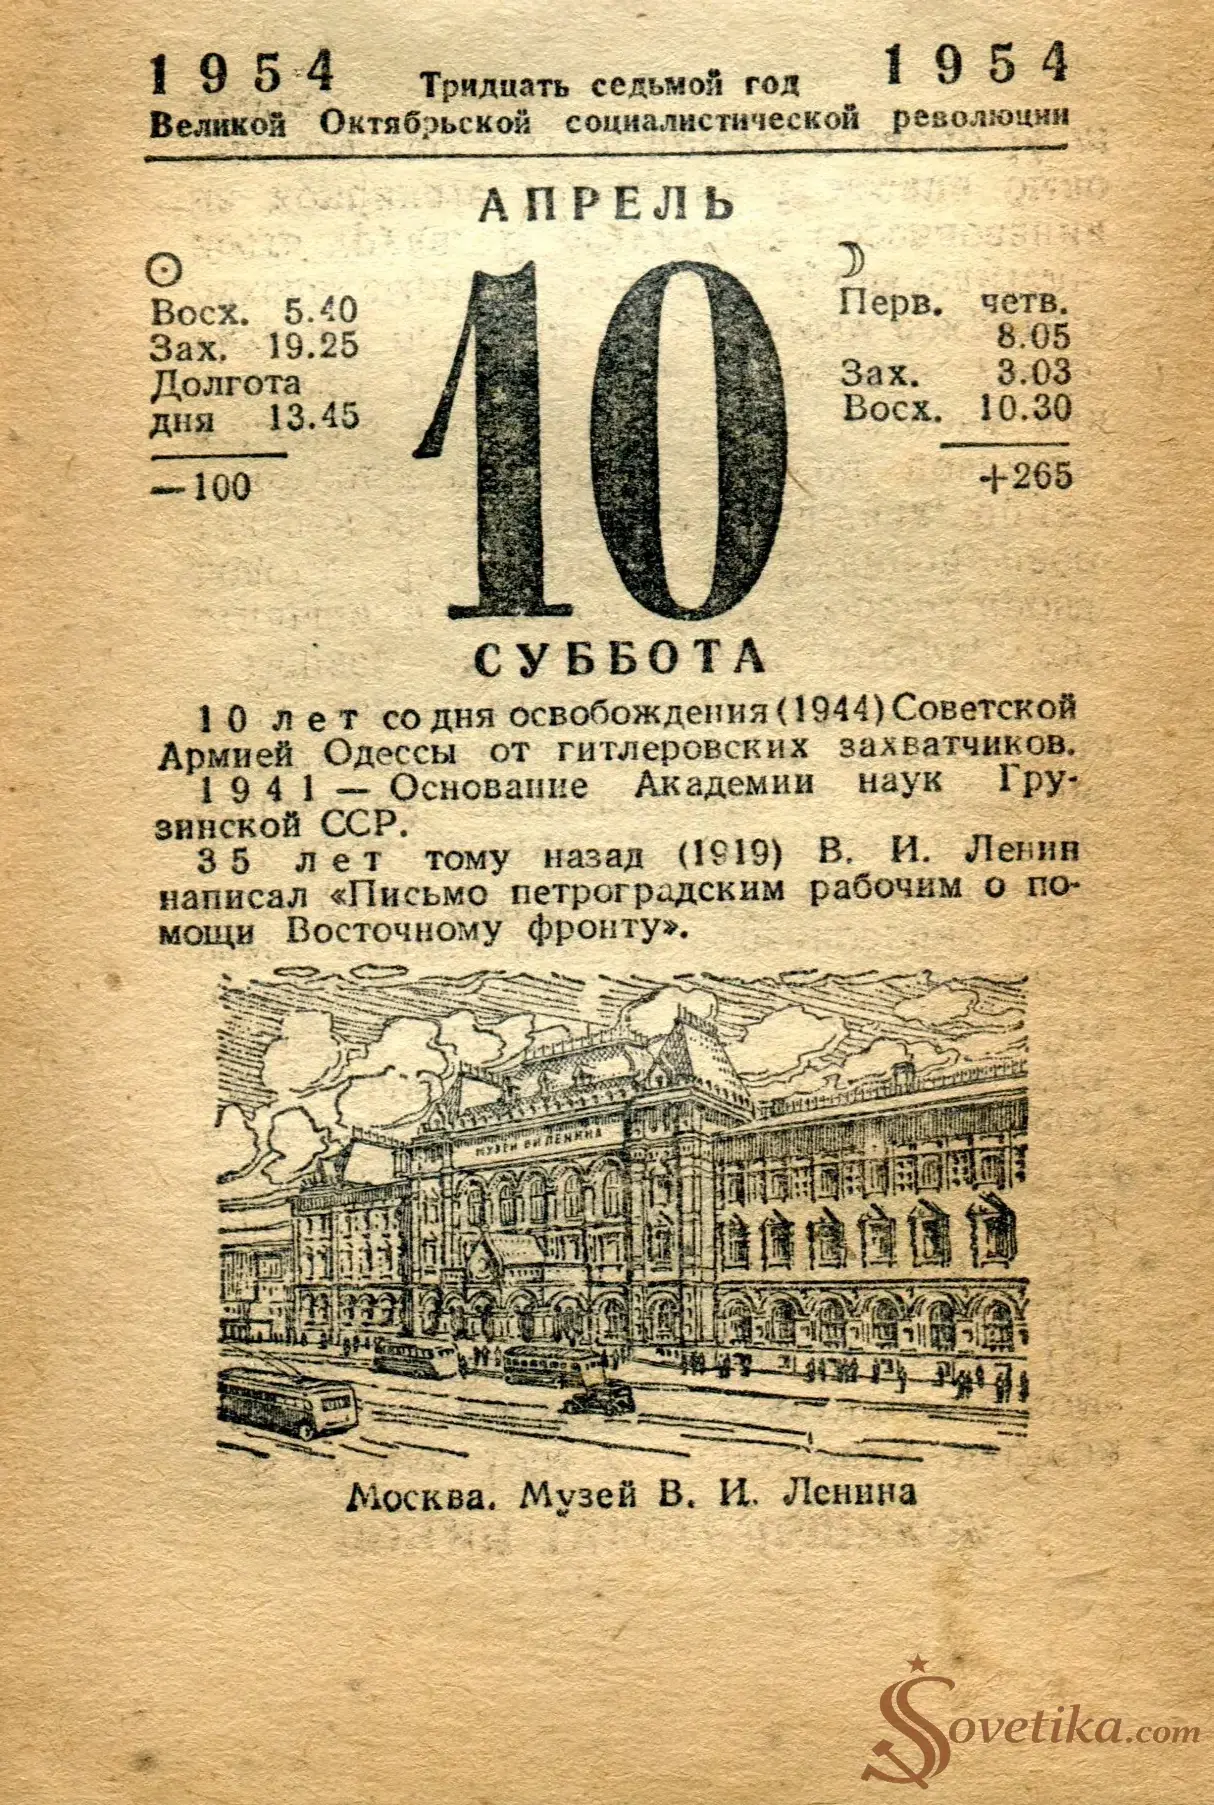 1954 Тридцать седьмой год 1954
Великой Октябрьской социалистической революции
АПРЕЛЬ
Восх. 5.40
Зах. 19.25
Долгота
дня 13.45
—100
10
Перв. четв.
8.05
Зах. 3.03
Восх. 10.30
+265
СУББОТА
10 лет со дня освобождения (1944) Советской
Армией Одессы от гитлеровских захватчиков.
1941 — Основание Академии наук Гру-
зинской ССР.
35 лет тому назад (1919) В. И. Ленин
написал «Письмо петроградским рабочим о по-
мощи Восточному фронту».
МУЗЕЙ В.И.ЛЕНИНА
Москва. Музей В. И. Ленина
Sovetika.com